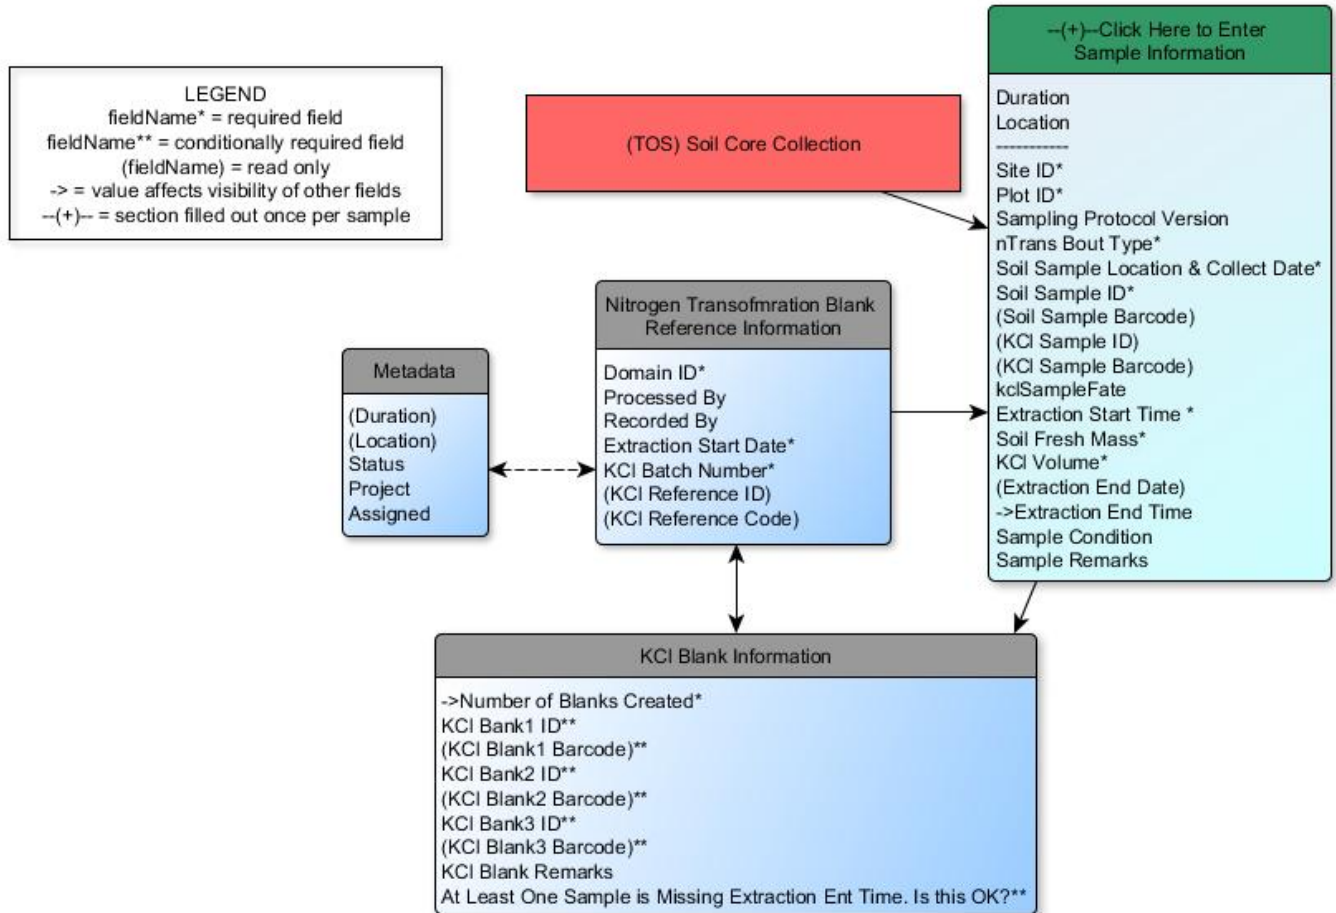 LEGEND
fieldName* = required field
fieldName** = conditionally required field
(fieldName) = read only
-> = value affects visibility of other fields
--(+)-- = section filled out once per sample
(TOS) Soil Core Collection
--(+)--Click Here to Enter
Sample Information
Duration
Location
-----------
Site ID*
Plot ID*
Sampling Protocol Version
nTrans Bout Type*
Soil Sample Location & Collect Date*
Soil Sample ID*
(Soil Sample Barcode)
(KCl Sample ID)
(KCl Sample Barcode)
kclSampleFate
Extraction Start Time *
Soil Fresh Mass*
KCl Volume*
(Extraction End Date)
->Extraction End Time
Sample Condition
Sample Remarks
Nitrogen Transofmration Blank
Reference Information
Domain ID*
Processed By
Recorded By
Extraction Start Date*
KCl Batch Number*
(KCl Reference ID)
(KCl Reference Code)
Metadata
(Duration)
(Location)
Status
Project
Assigned
KCl Blank Information
->Number of Blanks Created*
KCl Bank1 ID**
(KCl Blank1 Barcode)**
KCl Bank2 ID**
(KCl Blank2 Barcode)**
KCl Bank3 ID**
(KCl Blank3 Barcode)**
KCl Blank Remarks
At Least One Sample is Missing Extraction Ent Time. Is this OK?**